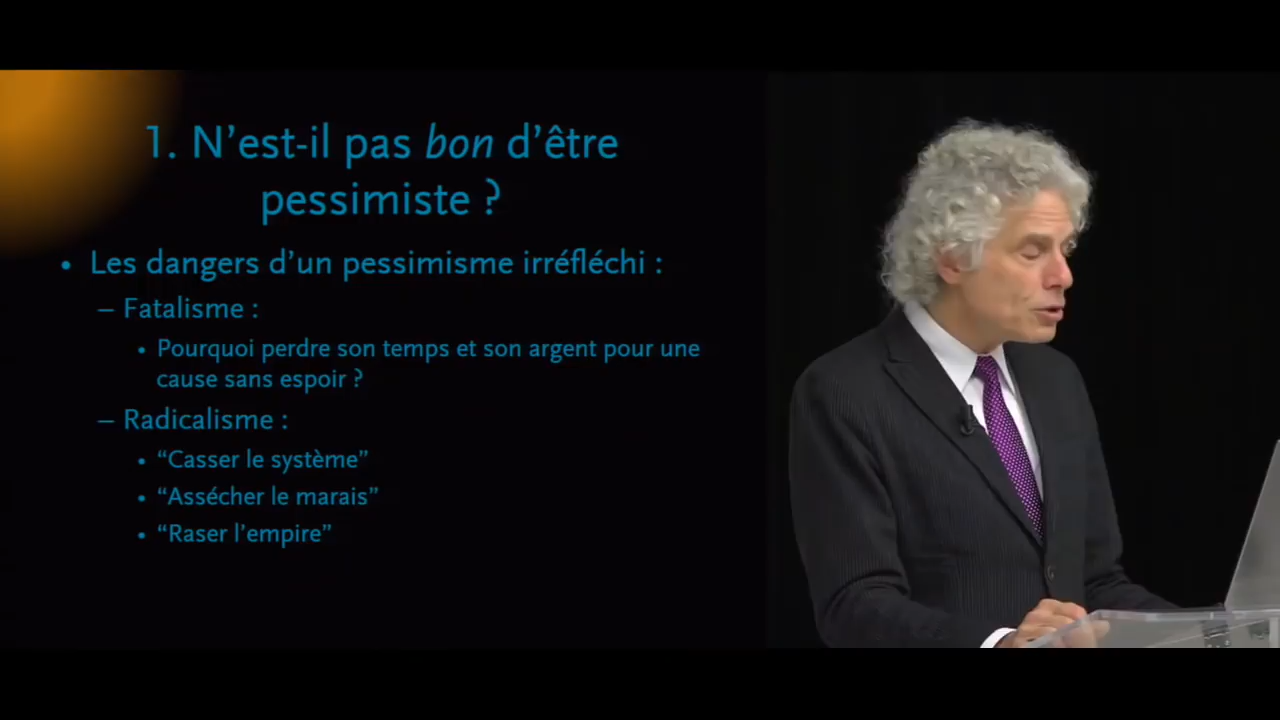 1. N’est-il pas bon d’être
pessimiste ?
• Les dangers d’un pessimisme irréfléchi :
– Fatalisme :
• Pourquoi perdre son temps et son argent pour une
cause sans espoir ?
– Radicalisme :
• “Casser le système”
• “Assécher le marais”
• “Raser l’empire”